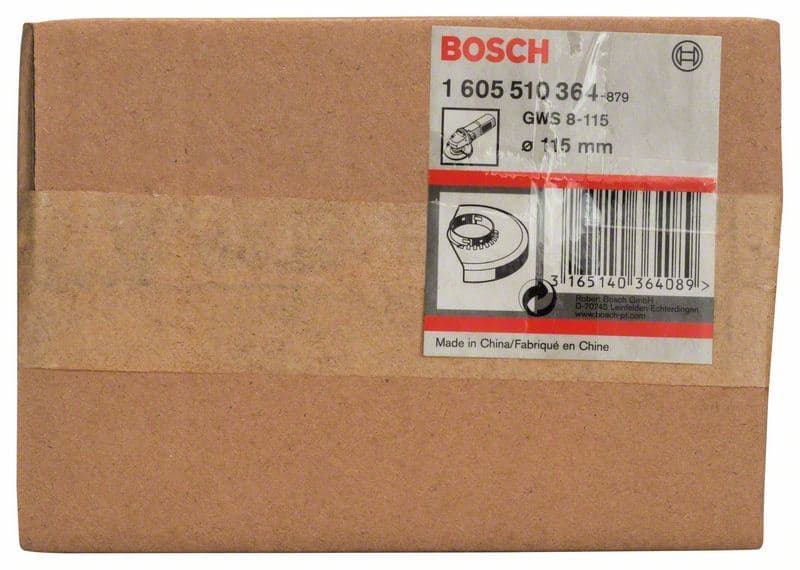 BOSCH
1 605 510 364-879
GWS 8-115
ø 115 mm
3 165140 364089 >
Robert Bosch GmbH
D-70745 Leinfelden-Echterdingen
www.bosch-pt.com
Made in China/Fabriqué en Chine